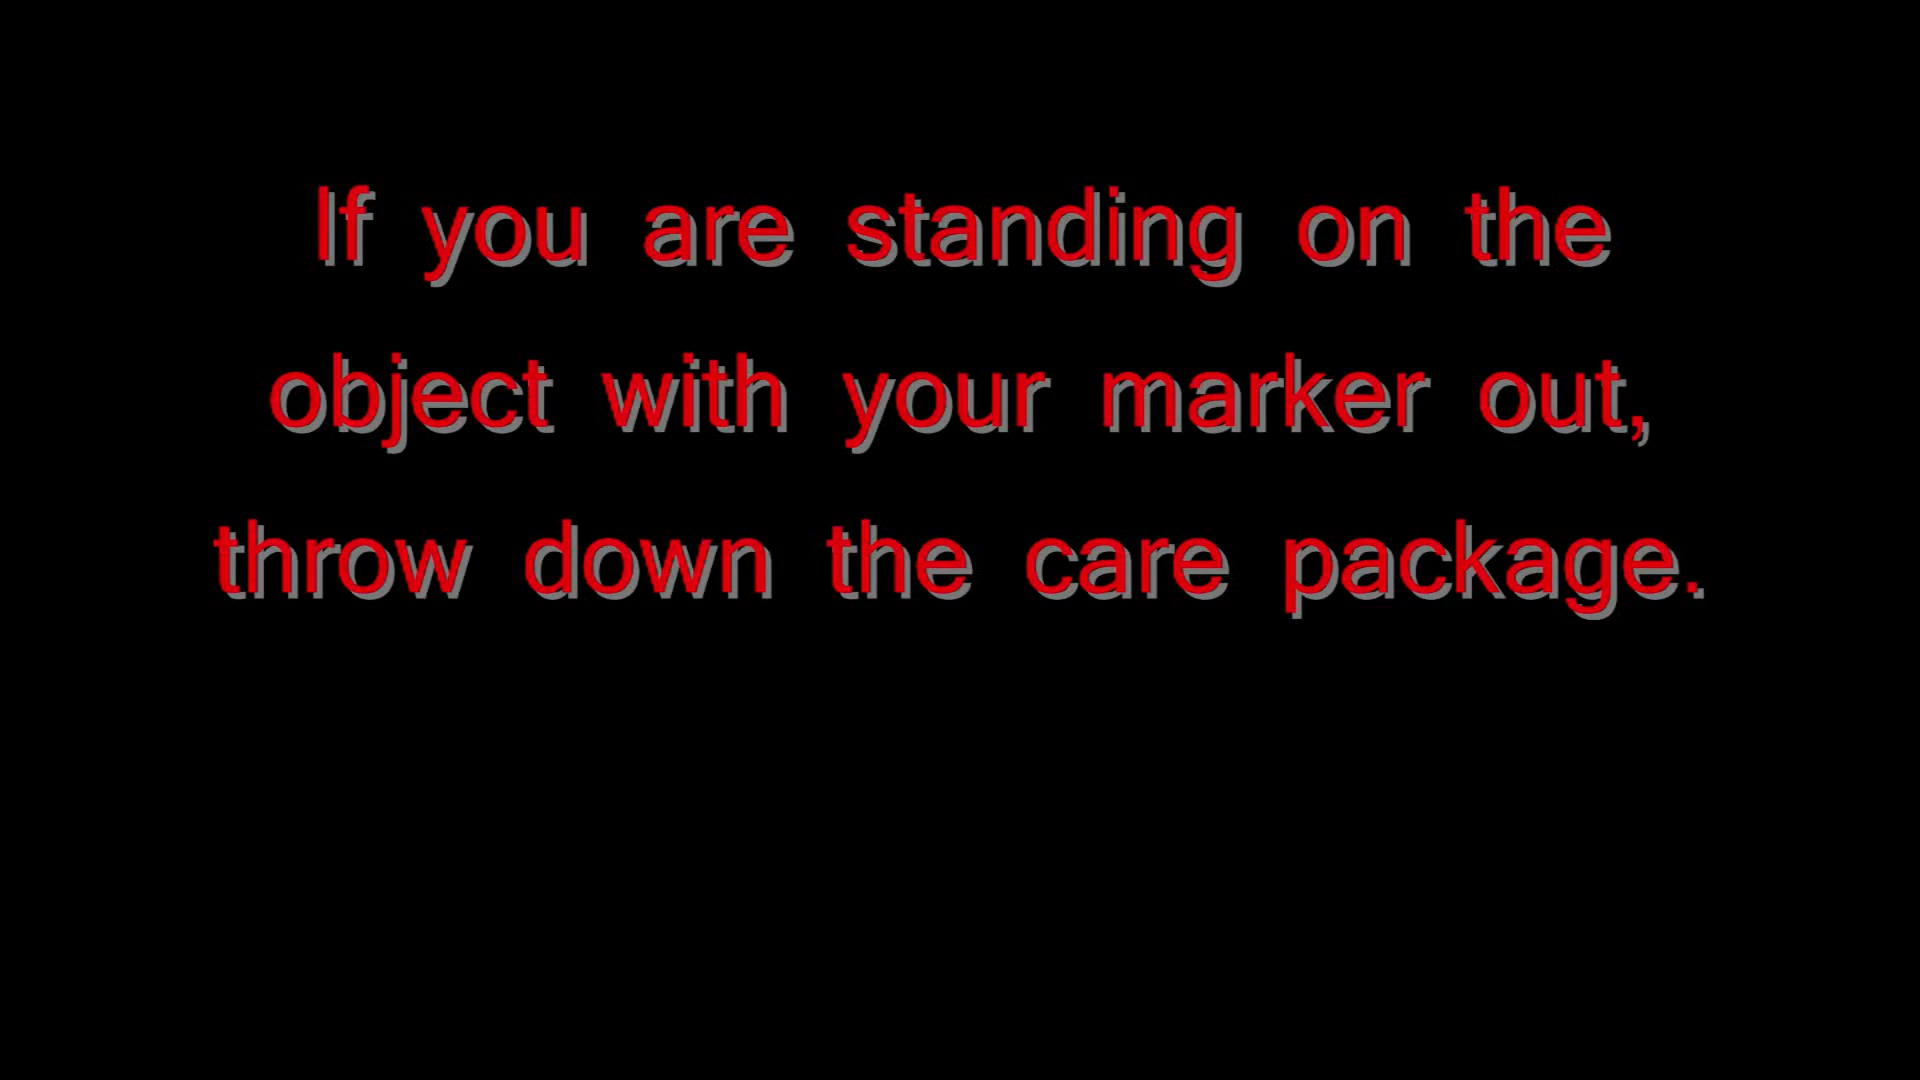 If you are standing on the
object with your marker out,
throw down the care package.